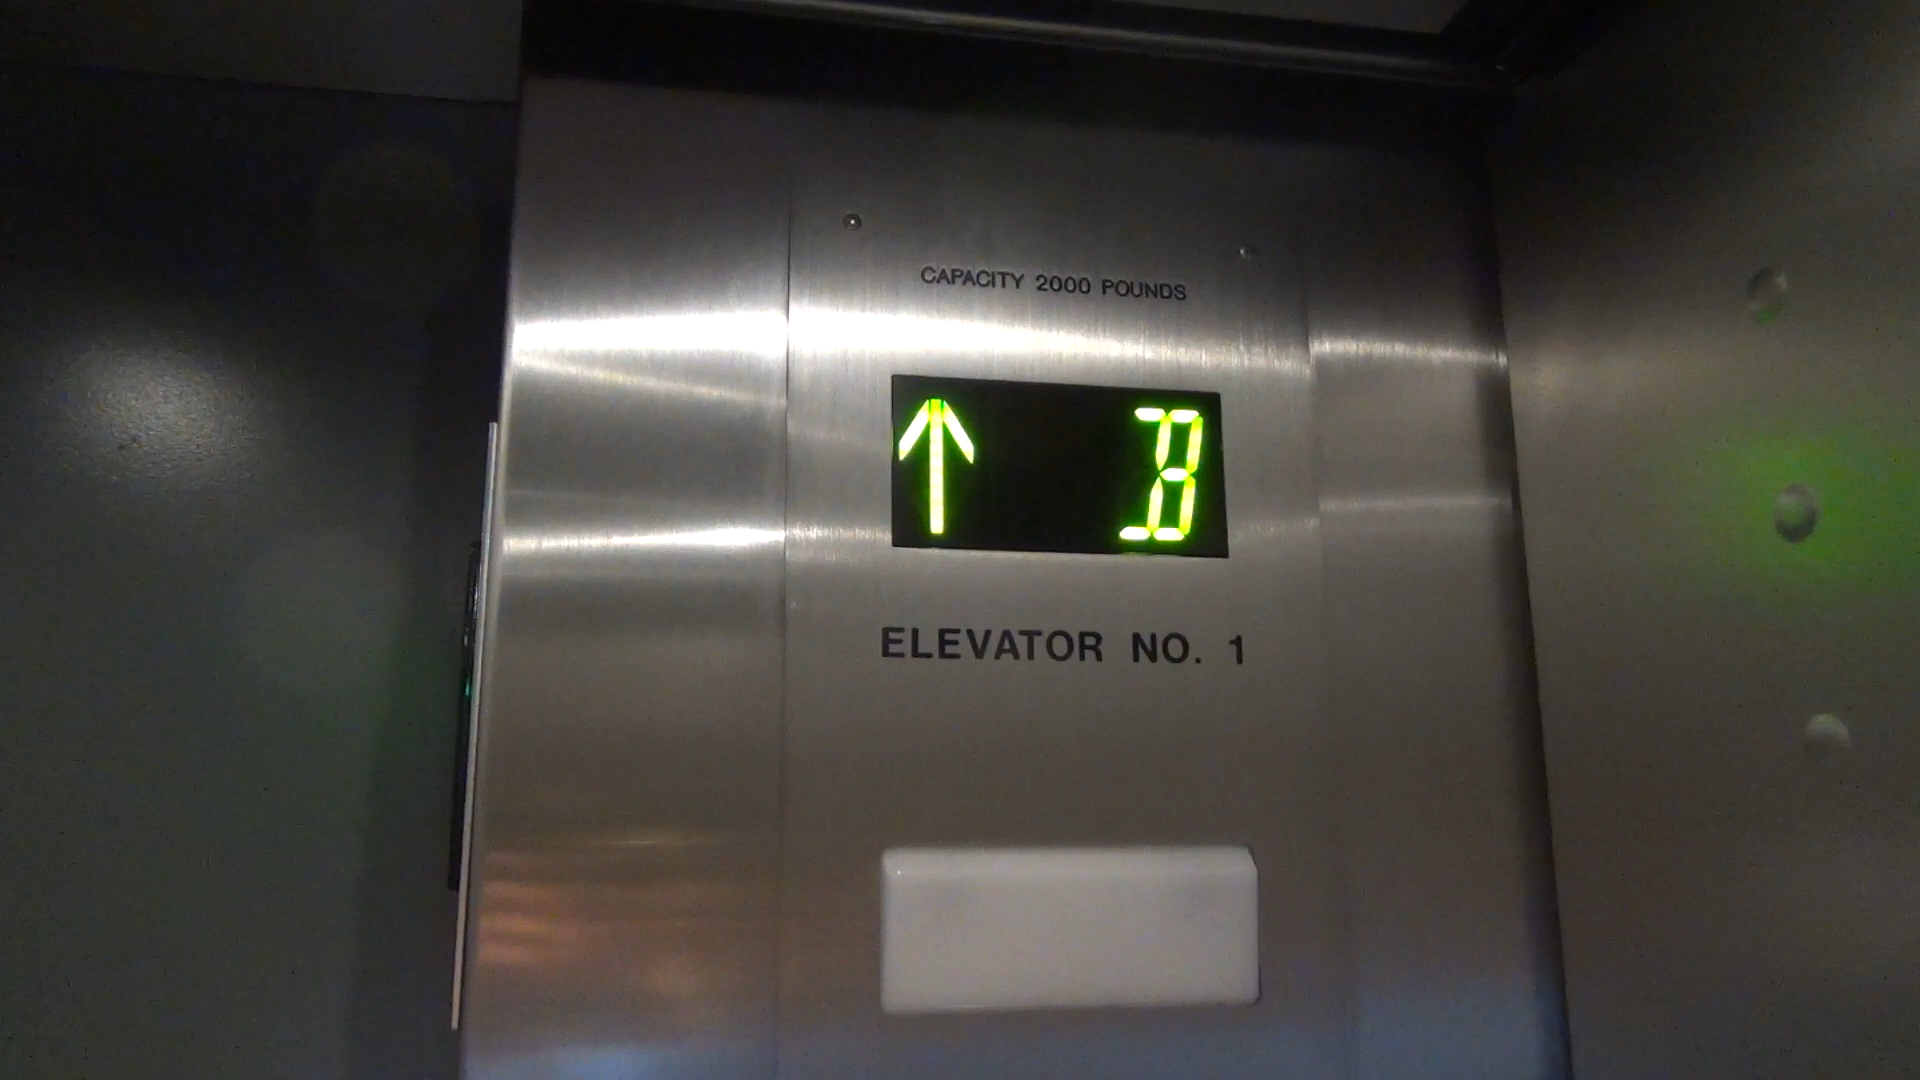 CAPACITY 2000 POUNDS
↑ B
ELEVATOR NO. 1